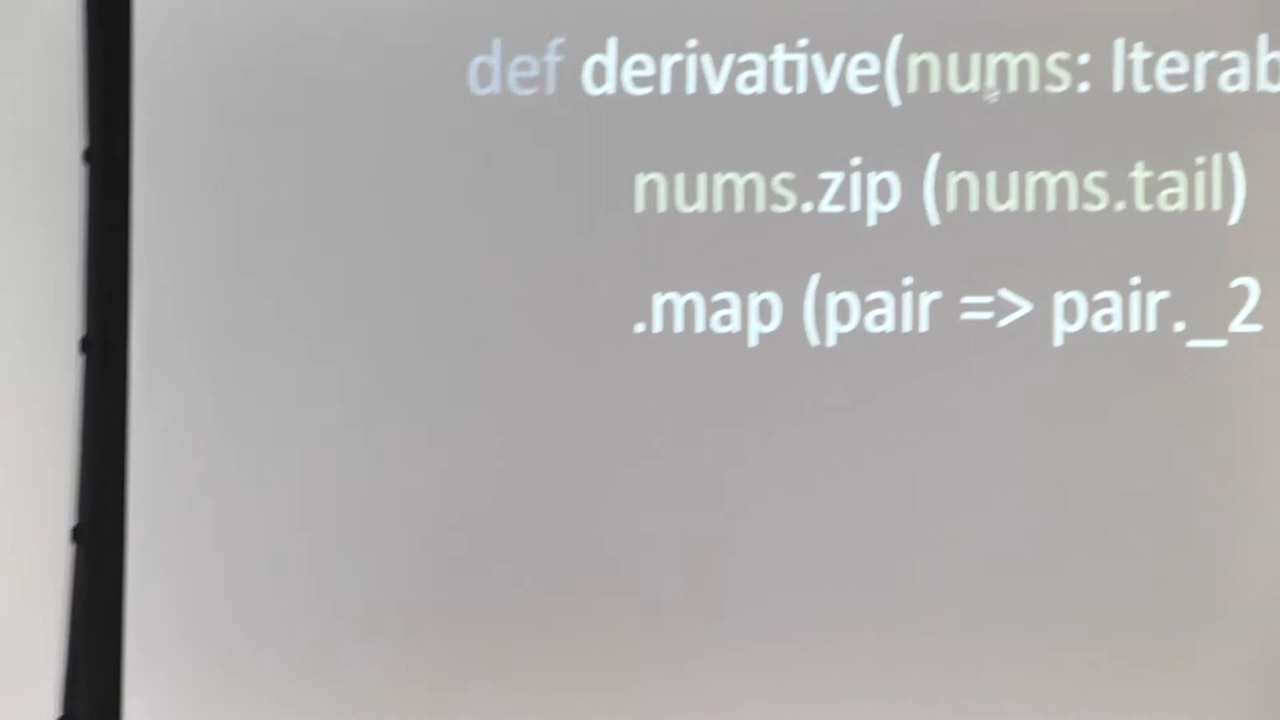 def derivative(nums: Iterab
nums.zip (nums.tail)
.map (pair => pair._2